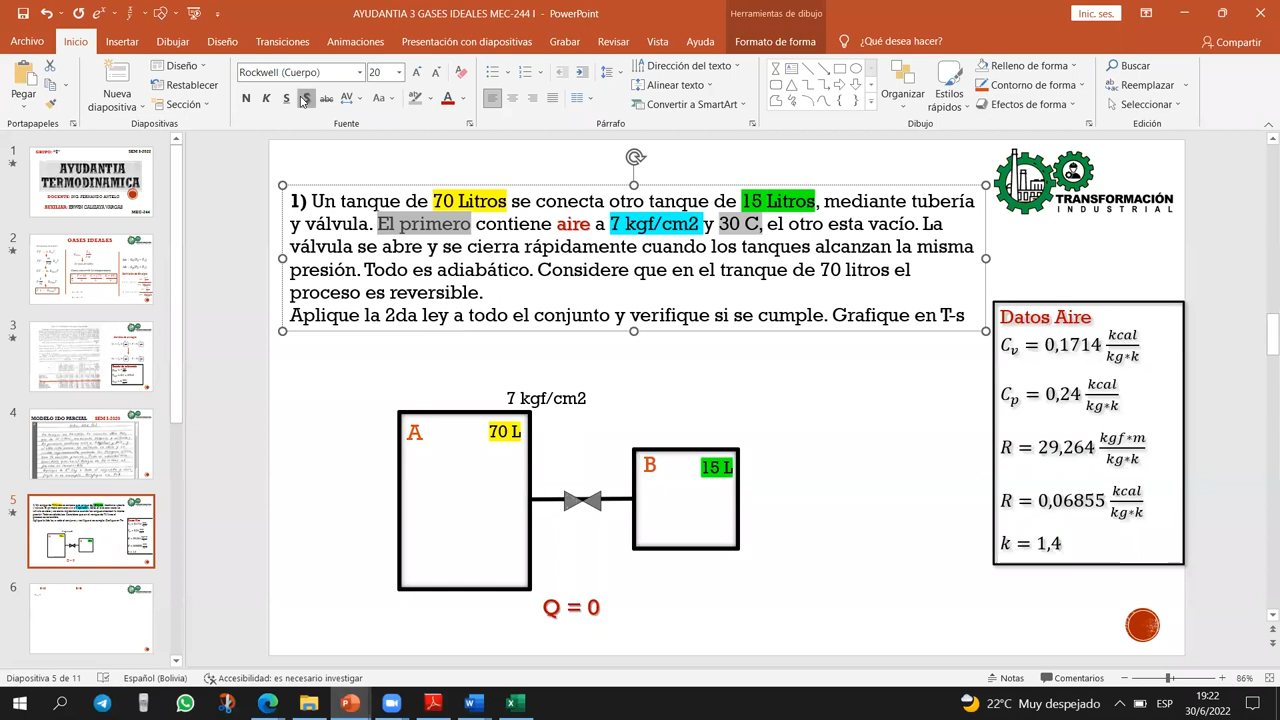 AYUDANTIA 3 GASES IDEALES MEC-244 I - PowerPoint
Herramientas de dibujo
Inic. ses.
Archivo Inicio Insertar Dibujar Diseño Transiciones Animaciones Presentación con diapositivas Grabar Revisar Vista Ayuda Formato de forma ¿Qué desea hacer? Compartir
Pegar
Nueva
diapositiva
Diseño
Restablecer
Sección
Rockwell (Cuerpo) 20
N K S S abc AV Aa A
Dirección del texto
Alinear texto
Convertir a SmartArt
Organizar
Estilos
rápidos
Relleno de forma
Contorno de forma
Efectos de forma
Buscar
Reemplazar
Seleccionar
Portapapeles Diapositivas Fuente Párrafo Dibujo Edición
1
AYUDANTIA
TERMODINAMICA
MEC-244
GASES IDEALES
3
4
5
6
1) Un tanque de 70 Litros se conecta otro tanque de 15 Litros, mediante tubería
y válvula. El primero contiene aire a 7 kgf/cm2 y 30 C, el otro esta vacío. La
válvula se abre y se cierra rápidamente cuando los tanques alcanzan la misma
presión. Todo es adiabático. Considere que en el tranque de 70 litros el
proceso es reversible.
Aplique la 2da ley a todo el conjunto y verifique si se cumple. Grafique en T-s
TRANSFORMACIÓN
INDUSTRIAL
7 kgf/cm2
A 70 L
B 15 L
Q = 0
Datos Aire
Cv = 0,1714 kcal/kg*k
Cp = 0,24 kcal/kg*k
R = 29,264 kgf*m/kg*k
R = 0,06855 kcal/kg*k
k = 1,4
Diapositiva 5 de 11 Español (Bolivia) Accesibilidad: es necesario investigar Notas Comentarios 86%
22°C Muy despejado ESP 19:22
30/6/2022